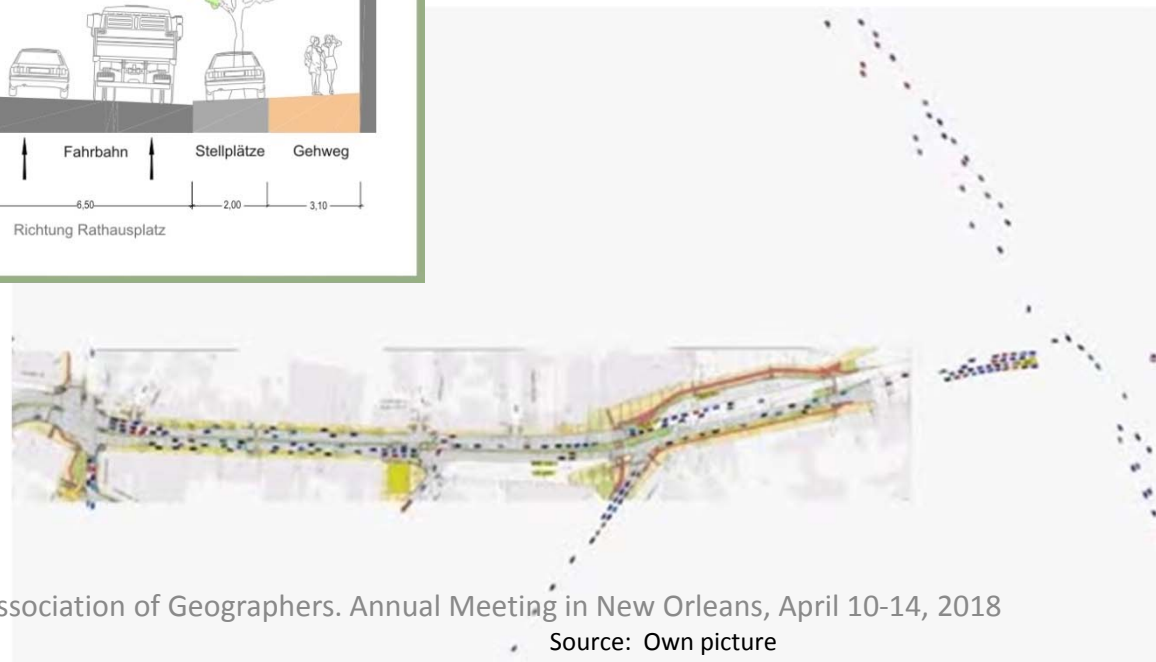 Fahrbahn Stellplätze Gehweg
6,50 2,00 3,10
Richtung Rathausplatz
ssociation of Geographers. Annual Meeting in New Orleans, April 10-14, 2018
Source: Own picture